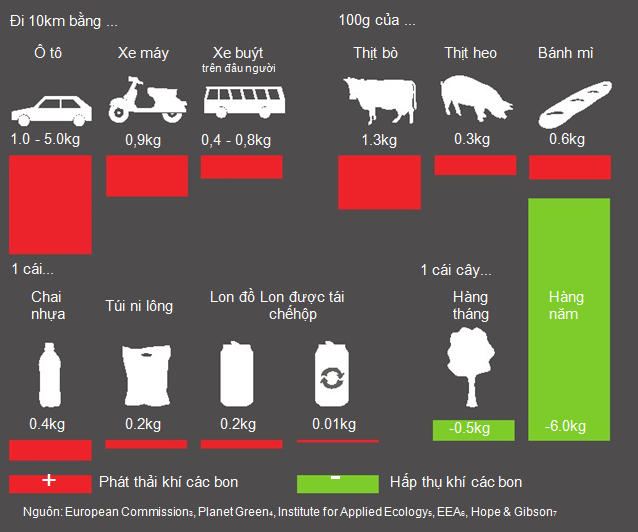 Đi 10km bằng ...
100g của ...
Ô tô
Xe máy
Xe buýt
trên đâu người
Thịt bò
Thịt heo
Bánh mì
1.0 - 5.0kg
0,9kg
0,4 - 0,8kg
1.3kg
0.3kg
0.6kg
1 cái...
1 cái cây...
Chai
nhựa
Túi ni lông
Lon đồ Lon được tái
chếhộp
Hàng
tháng
Hàng
năm
0.4kg
0.2kg
0.2kg
0.01kg
-0.5kg
-6.0kg
+ Phát thải khí các bon
- Hấp thụ khí các bon
Nguôn: European Commission₃, Planet Green₄, Institute for Applied Ecology₅, EEA₆, Hope & Gibson₇